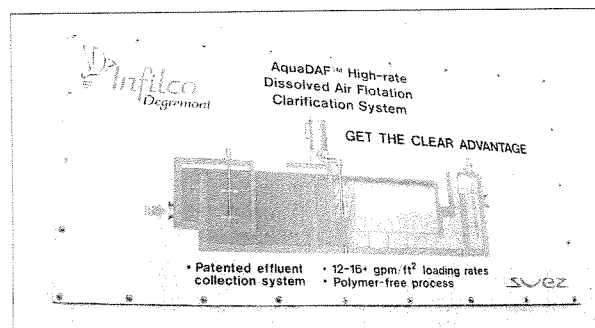 Infilco
Degremont
AquaDAF™ High-rate
Dissolved Air Flotation
Clarification System
GET THE CLEAR ADVANTAGE
• Patented effluent
collection system
• 12-16+ gpm/ft² loading rates
• Polymer-free process
suez